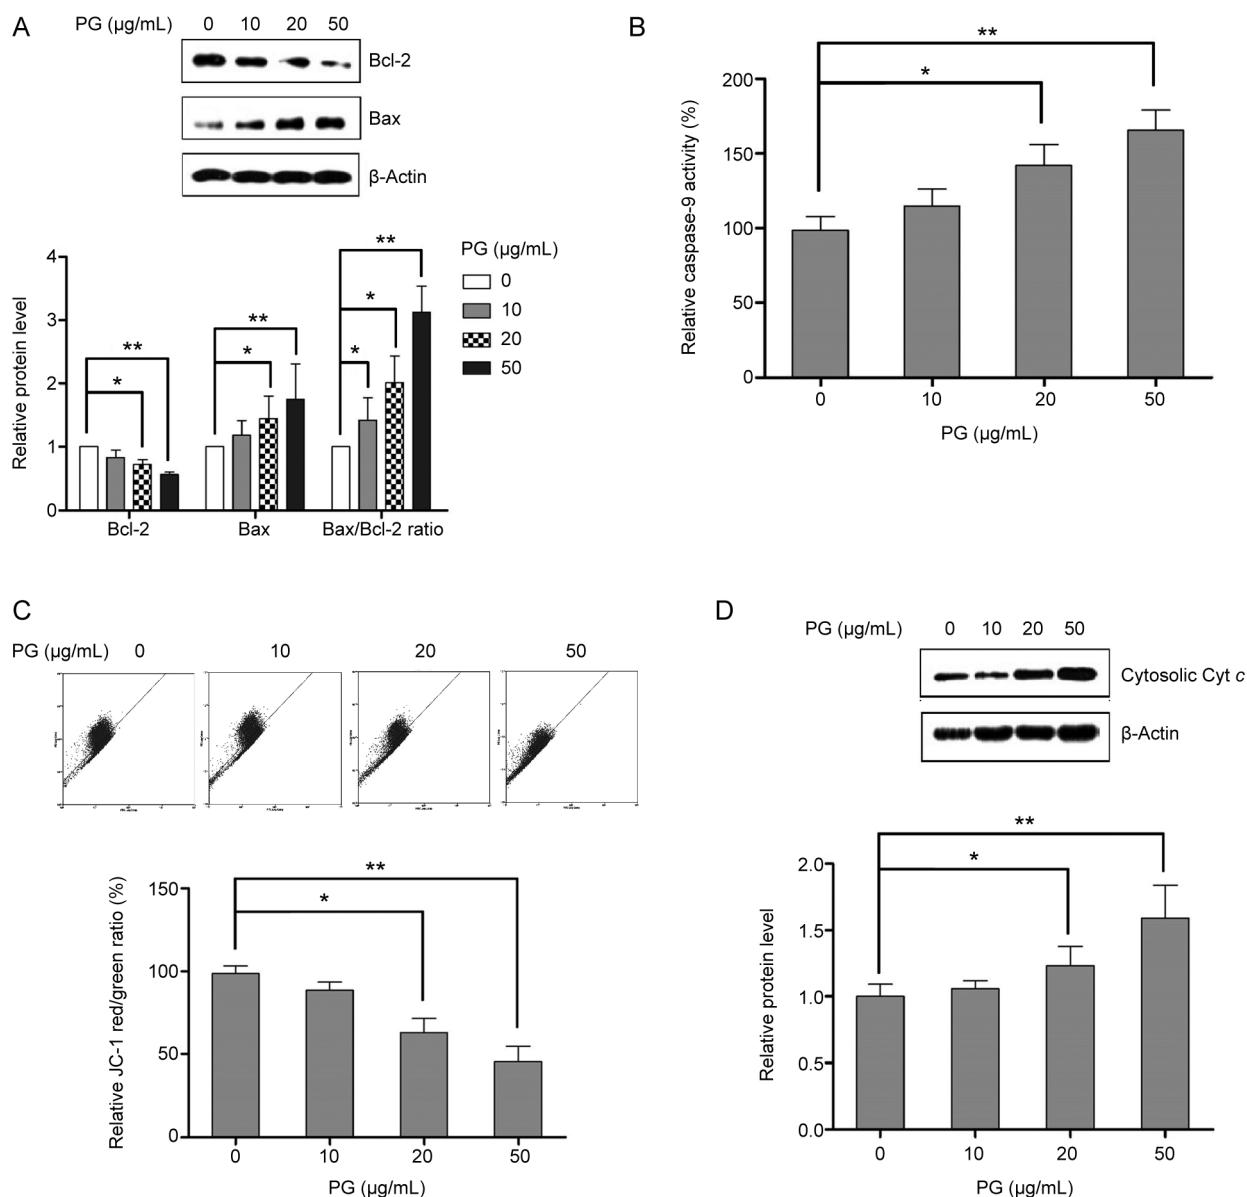 A
PG (µg/mL) 0 10 20 50
Bcl-2
Bax
β-Actin
4
3
2
1
0
Relative protein level
** * ** * ** * *
Bcl-2 Bax Bax/Bcl-2 ratio
PG (µg/mL)
0
10
20
50
B
**
*
200
150
100
50
0
Relative caspase-9 activity (%)
0 10 20 50
PG (µg/mL)
C
PG (µg/mL) 0 10 20 50
**
*
150
100
50
0
Relative JC-1 red/green ratio (%)
0 10 20 50
PG (µg/mL)
D
PG (µg/mL) 0 10 20 50
Cytosolic Cyt c
β-Actin
**
*
2.0
1.5
1.0
0.5
0.0
Relative protein level
0 10 20 50
PG (µg/mL)